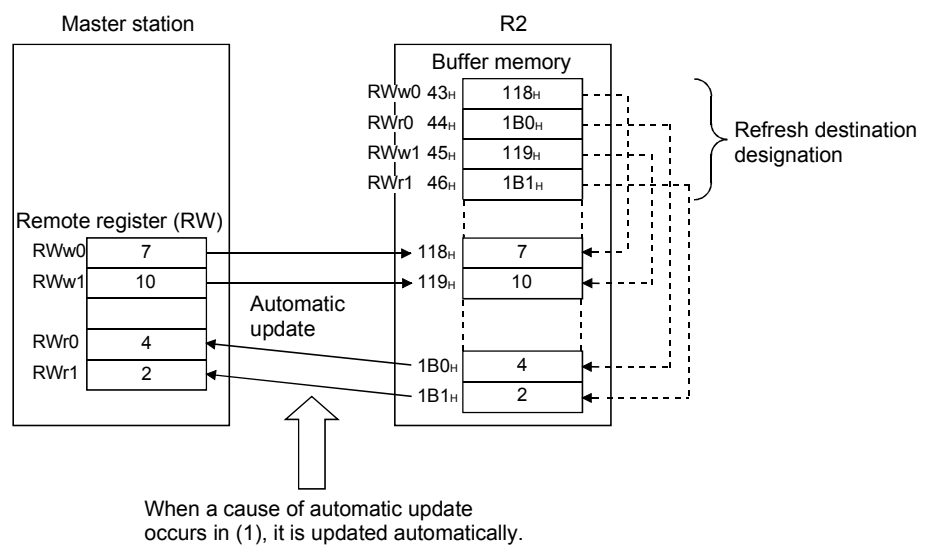 Master station
R2
Buffer memory
RWw0 43H 118H
RWr0 44H 1B0H
RWw1 45H 119H
RWr1 46H 1B1H
Refresh destination
designation
Remote register (RW)
RWw0 7
118H 7
RWw1 10
119H 10
Automatic
update
RWr0 4
1B0H 4
RWr1 2
1B1H 2
When a cause of automatic update
occurs in (1), it is updated automatically.